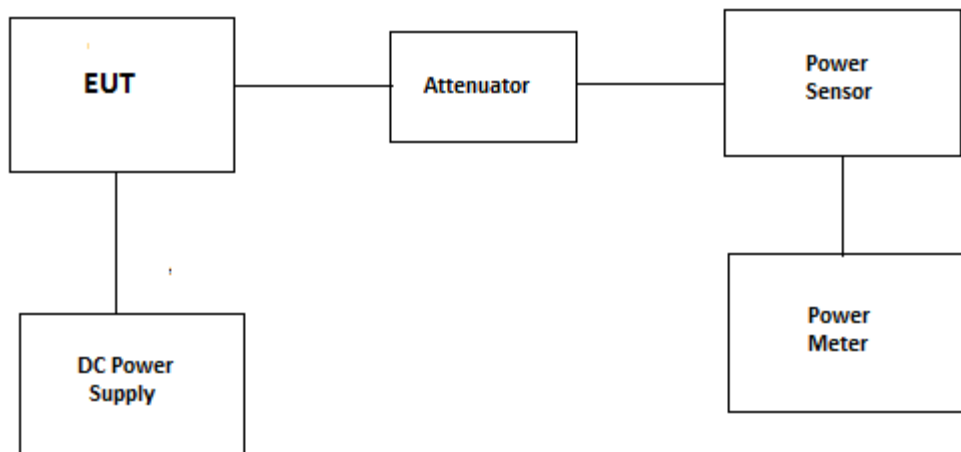 EUT
Attenuator
Power
Sensor
DC Power
Supply
Power
Meter